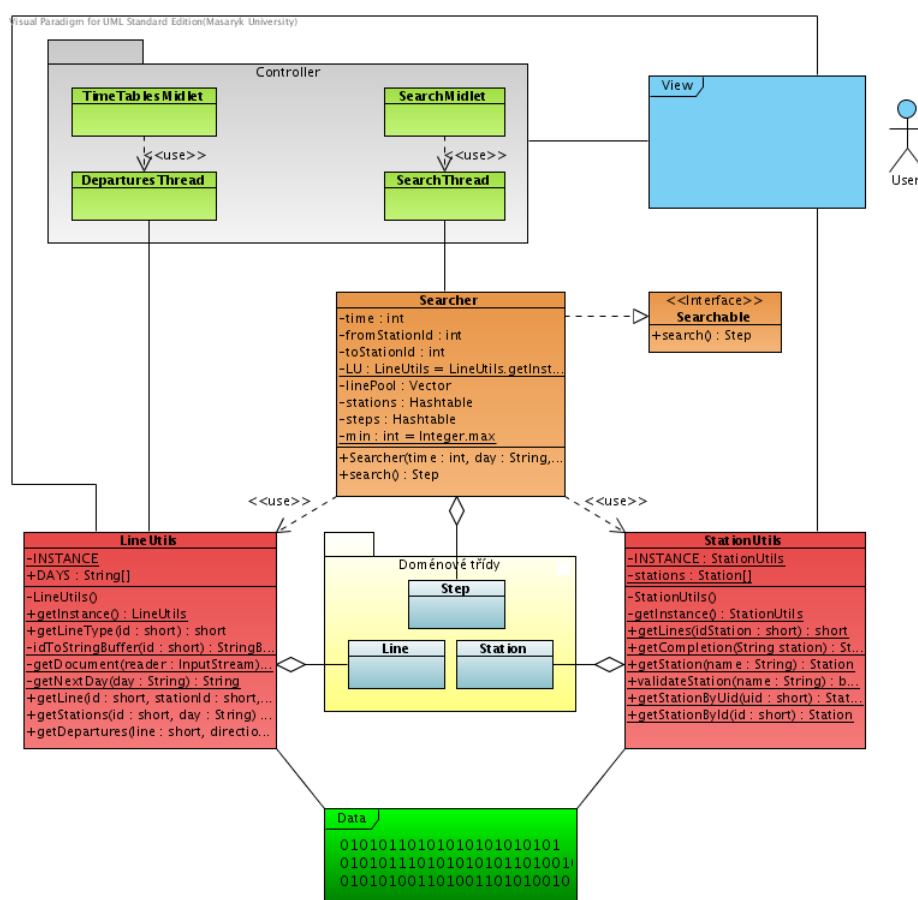 Visual Paradigm for UML Standard Edition(Masaryk University)
Controller
TimeTablesMidlet
SearchMidlet
<<use>>
<<use>>
DeparturesThread
SearchThread
View
User
Searcher
-time : int
-fromStationId : int
-toStationId : int
-LU : LineUtils = LineUtils.getInst...
-linePool : Vector
-stations : Hashtable
-steps : Hashtable
-min : int = Integer.max
+Searcher(time : int, day : String,...
+search() : Step
<<Interface>>
Searchable
+search() : Step
<<use>>
<<use>>
LineUtils
-INSTANCE
+DAYS : String[]
-LineUtils()
+getInstance() : LineUtils
+getLineType(id : short) : short
-idToStringBuffer(id : short) : StringB...
-getDocument(reader : InputStream)...
-getNextDay(day : String) : String
+getLine(id : short, stationId : short,...
+getStations(id : short, day : String) ...
+getDepartures(line : short, directio...
Doménové třídy
Step
Line
Station
StationUtils
-INSTANCE : StationUtils
-stations : Station[]
-StationUtils()
-getInstance() : StationUtils
+getLines(idStation : short) : short
+getCompletion(String station) : St...
+getStation(name : String) : Station
+validateStation(name : String) : b...
+getStationByUid(uid : short) : Stat...
+getStationById(id : short) : Station
Data
01010110101010101010101
0101011101010101011010010
010101001101001101010010